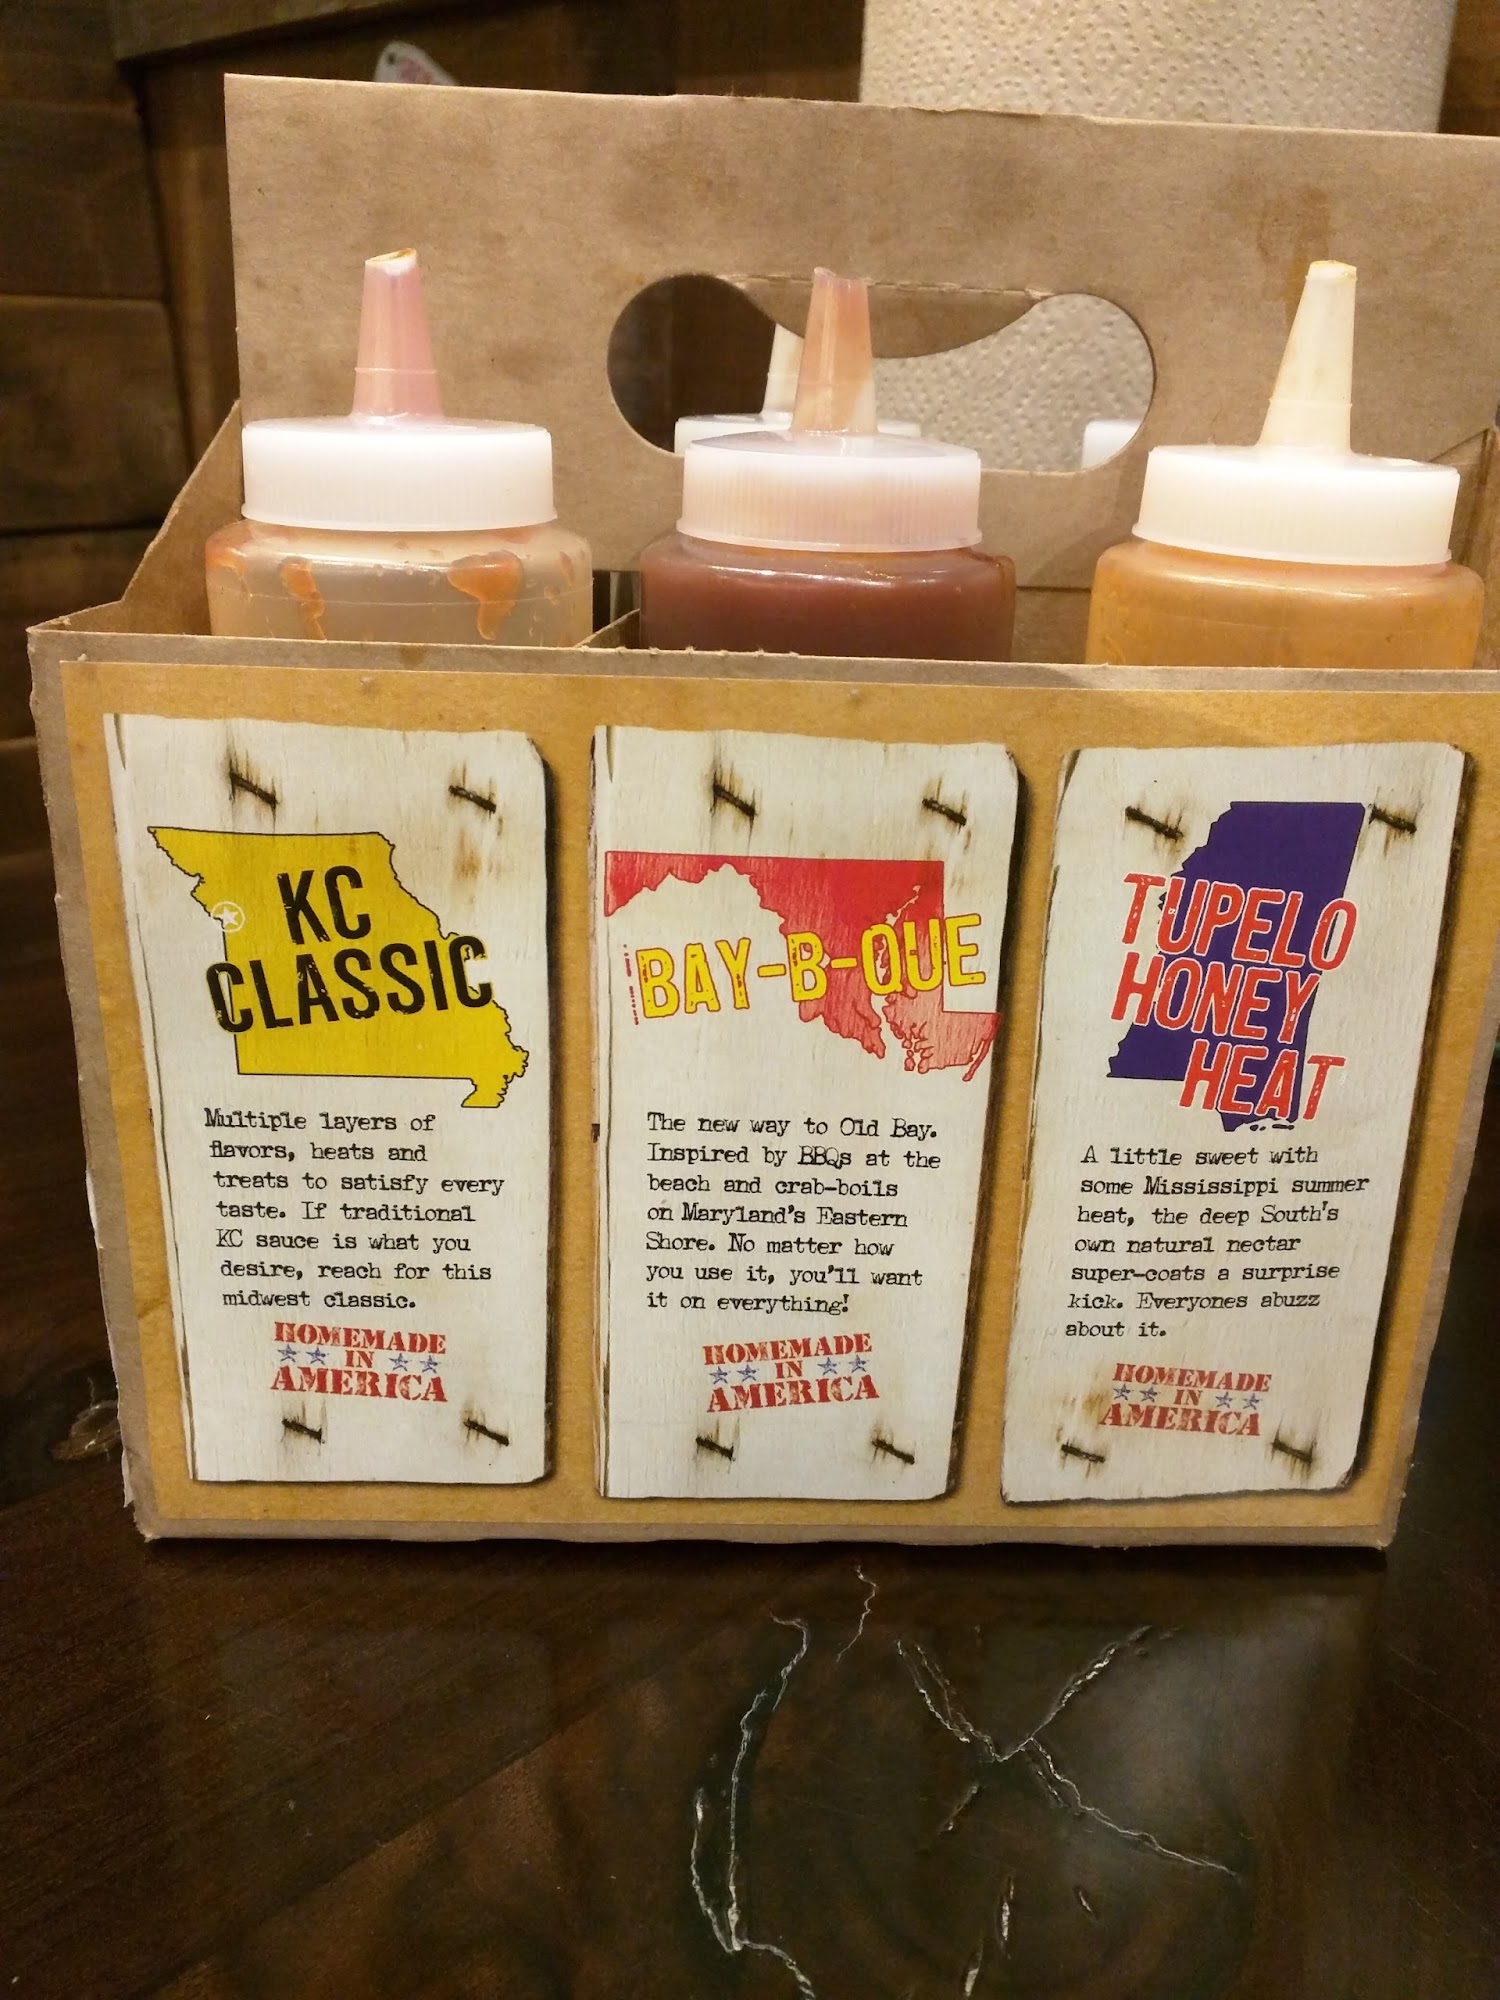 KC
CLASSIC
Multiple layers of
flavors, heats and
treats to satisfy every
taste. If traditional
KC sauce is what you
desire, reach for this
midwest classic.
HOMEMADE
IN
AMERICA
BAY-B-QUE
The new way to Old Bay.
Inspired by BBQs at the
beach and crab-boils
on Maryland's Eastern
Shore. No matter how
you use it, you'll want
it on everything!
HOMEMADE
IN
AMERICA
TUPELO
HONEY
HEAT
A little sweet with
some Mississippi summer
heat, the deep South's
own natural nectar
super-coats a surprise
kick. Everyones abuzz
about it.
HOMEMADE
IN
AMERICA